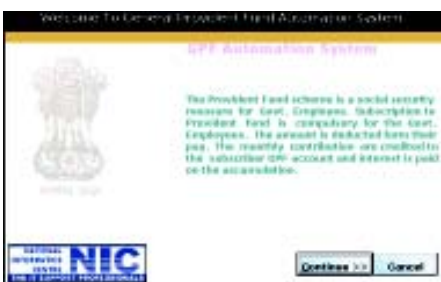 Welcome To General Provident Fund Automation System
GPF Automation System
The Provident Fund scheme is a social security
measure for Govt. Employee. Subscription to
Provident Fund is compulsory for the Govt.
Employees. The amount is deducted form their
pay. The monthly contribution are credited to
the subscriber GPF account and interest is paid
on the accumulation.
NATIONAL
INFORMATICS
CENTRE
NIC
THE IT SUPPORT PROFESSIONALS
Continue >>
Cancel